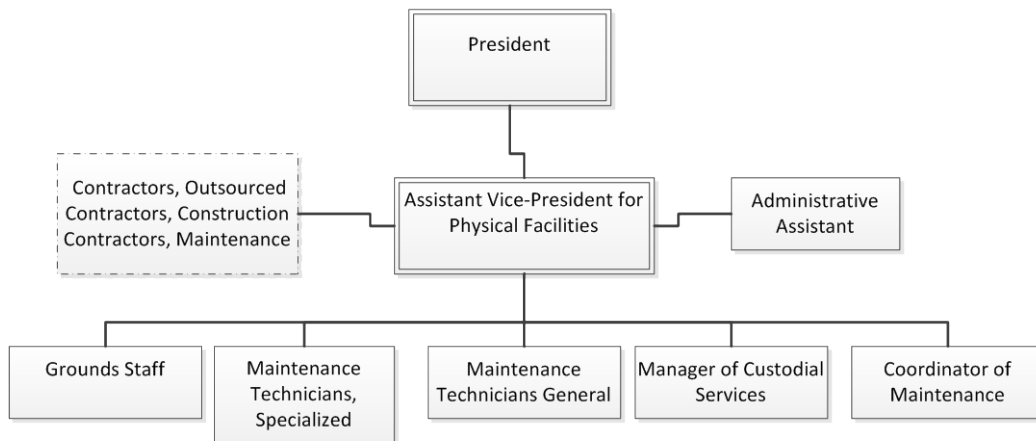 President
Contractors, Outsourced
Contractors, Construction
Contractors, Maintenance
Assistant Vice-President for
Physical Facilities
Administrative
Assistant
Grounds Staff
Maintenance
Technicians,
Specialized
Maintenance
Technicians General
Manager of Custodial
Services
Coordinator of
Maintenance